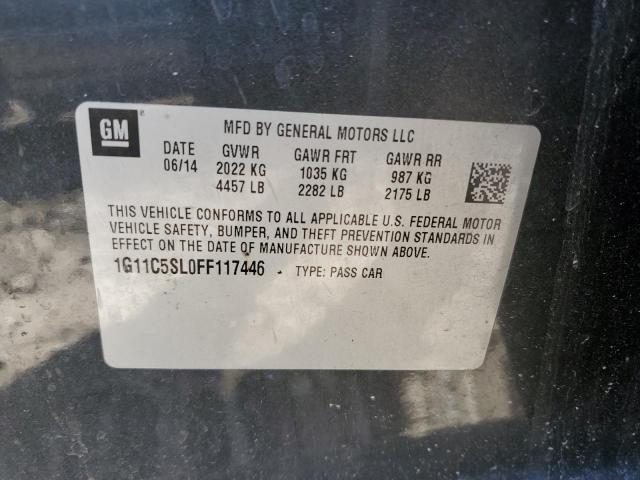 GM
MFD BY GENERAL MOTORS LLC
DATE GVWR GAWR FRT GAWR RR
06/14 2022 KG 1035 KG 987 KG
4457 LB 2282 LB 2175 LB
THIS VEHICLE CONFORMS TO ALL APPLICABLE U.S. FEDERAL MOTOR
VEHICLE SAFETY, BUMPER, AND THEFT PREVENTION STANDARDS IN
EFFECT ON THE DATE OF MANUFACTURE SHOWN ABOVE.
1G11C5SL0FF117446 · TYPE: PASS CAR